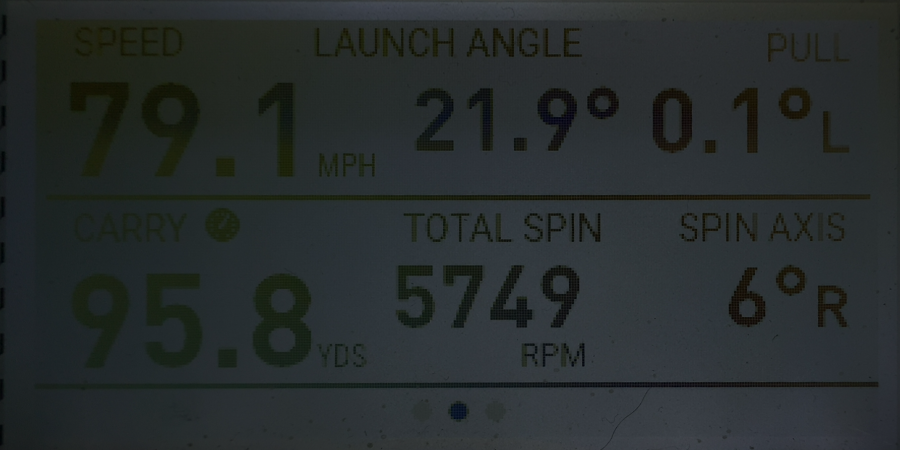 SPEED LAUNCH ANGLE PULL
79.1 MPH 21.9° 0.1° L
CARRY TOTAL SPIN SPIN AXIS
95.8 YDS 5749 RPM 6° R